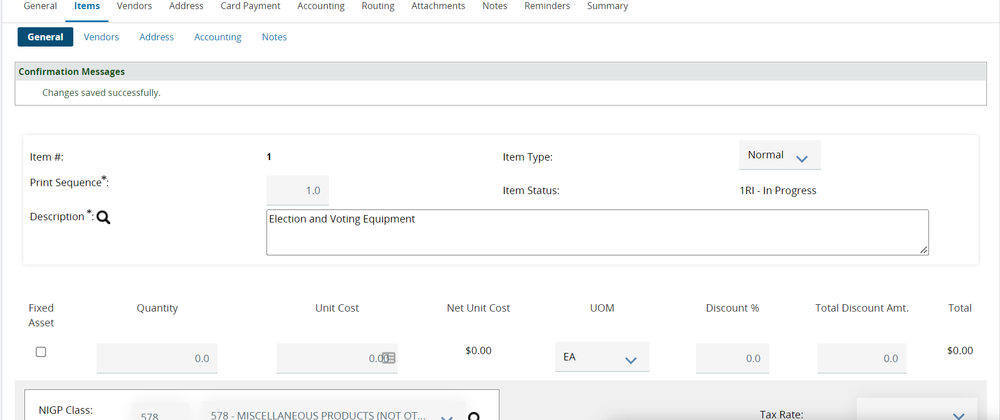 General Items Vendors Address Card Payment Accounting Routing Attachments Notes Reminders Summary
General Vendors Address Accounting Notes
Confirmation Messages
Changes saved successfully.
Item #: 1 Item Type: Normal
Print Sequence*: 1.0 Item Status: 1RI - In Progress
Description *: Election and Voting Equipment
Fixed Asset Quantity Unit Cost Net Unit Cost UOM Discount % Total Discount Amt. Total
0.0 0.00 $0.00 EA 0.0 0.0 $0.00
NIGP Class: 578 578 - MISCELLANEOUS PRODUCTS (NOT OT... Tax Rate: